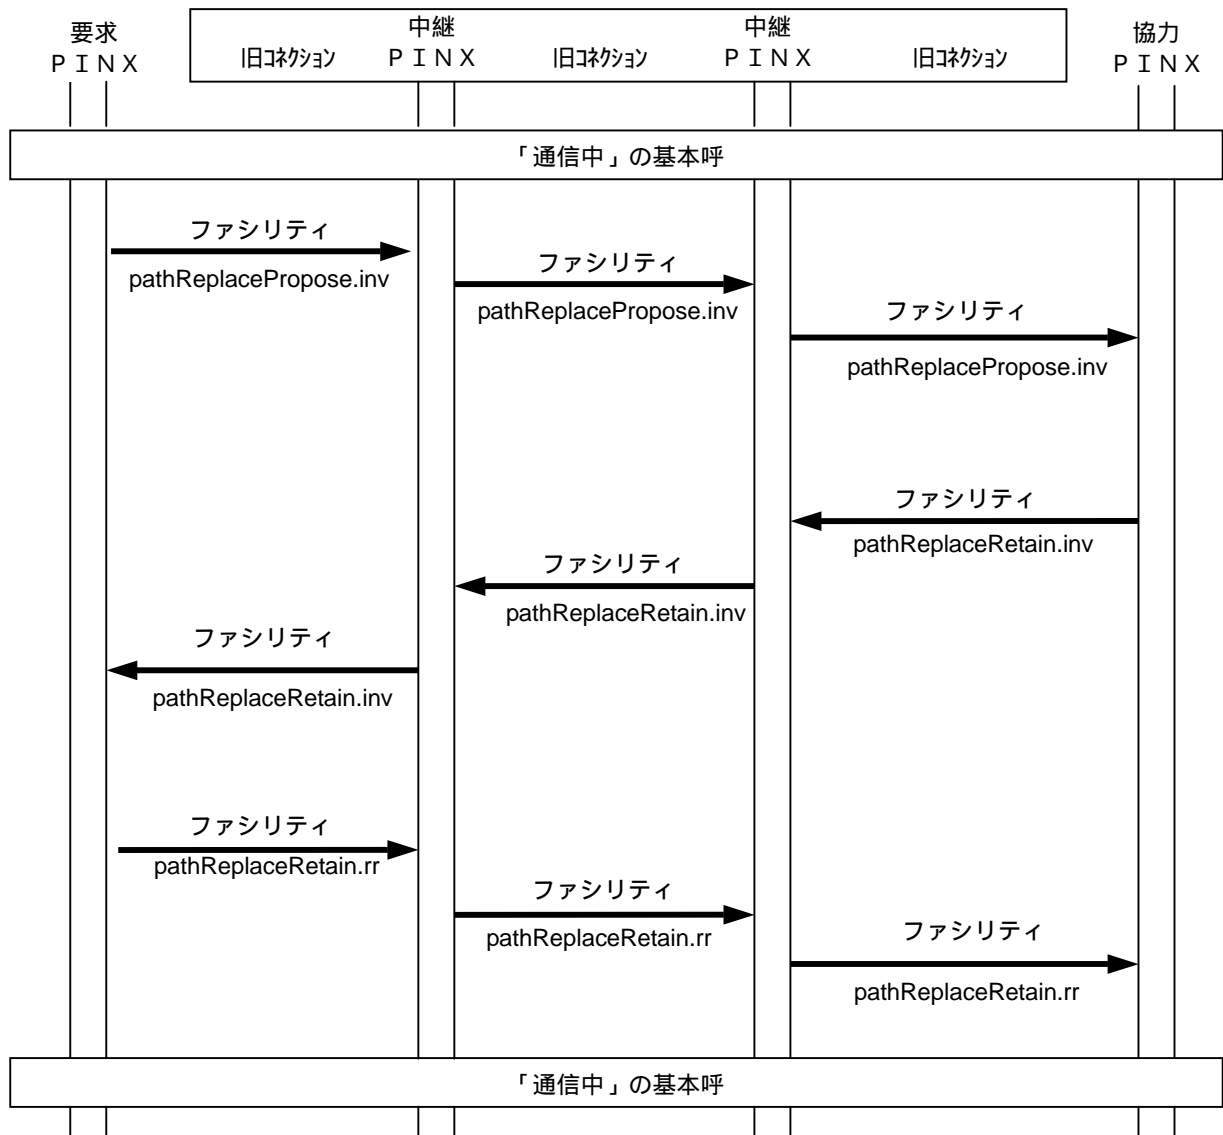 要求
ＰＩＮＸ
旧ｺﾈｸｼｮﾝ
中継
ＰＩＮＸ
旧ｺﾈｸｼｮﾝ
中継
ＰＩＮＸ
旧ｺﾈｸｼｮﾝ
協力
ＰＩＮＸ
「通信中」の基本呼
ファシリティ
pathReplacePropose.inv
ファシリティ
pathReplacePropose.inv
ファシリティ
pathReplacePropose.inv
ファシリティ
pathReplaceRetain.inv
ファシリティ
pathReplaceRetain.inv
ファシリティ
pathReplaceRetain.inv
ファシリティ
pathReplaceRetain.rr
ファシリティ
pathReplaceRetain.rr
ファシリティ
pathReplaceRetain.rr
「通信中」の基本呼